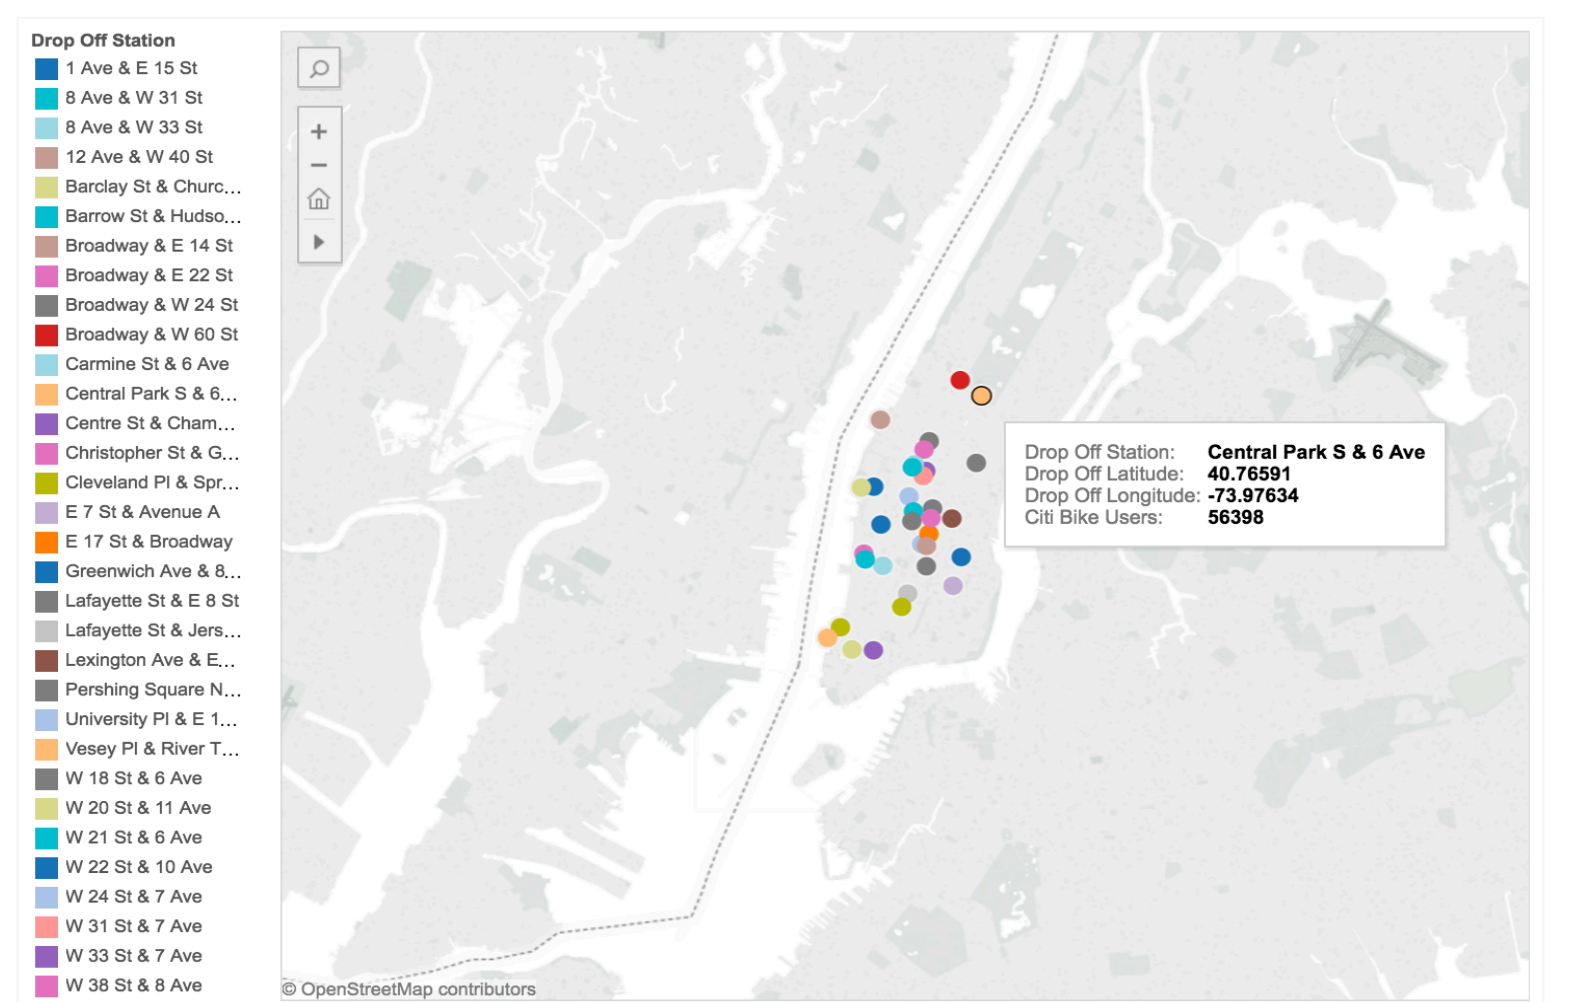 Drop Off Station
1 Ave & E 15 St
8 Ave & W 31 St
8 Ave & W 33 St
12 Ave & W 40 St
Barclay St & Churc...
Barrow St & Hudso...
Broadway & E 14 St
Broadway & E 22 St
Broadway & W 24 St
Broadway & W 60 St
Carmine St & 6 Ave
Central Park S & 6...
Centre St & Cham...
Christopher St & G...
Cleveland Pl & Spr...
E 7 St & Avenue A
E 17 St & Broadway
Greenwich Ave & 8...
Lafayette St & E 8 St
Lafayette St & Jers...
Lexington Ave & E...
Pershing Square N...
University Pl & E 1...
Vesey Pl & River T...
W 18 St & 6 Ave
W 20 St & 11 Ave
W 21 St & 6 Ave
W 22 St & 10 Ave
W 24 St & 7 Ave
W 31 St & 7 Ave
W 33 St & 7 Ave
W 38 St & 8 Ave
Drop Off Station: Central Park S & 6 Ave
Drop Off Latitude: 40.76591
Drop Off Longitude: -73.97634
Citi Bike Users: 56398
© OpenStreetMap contributors